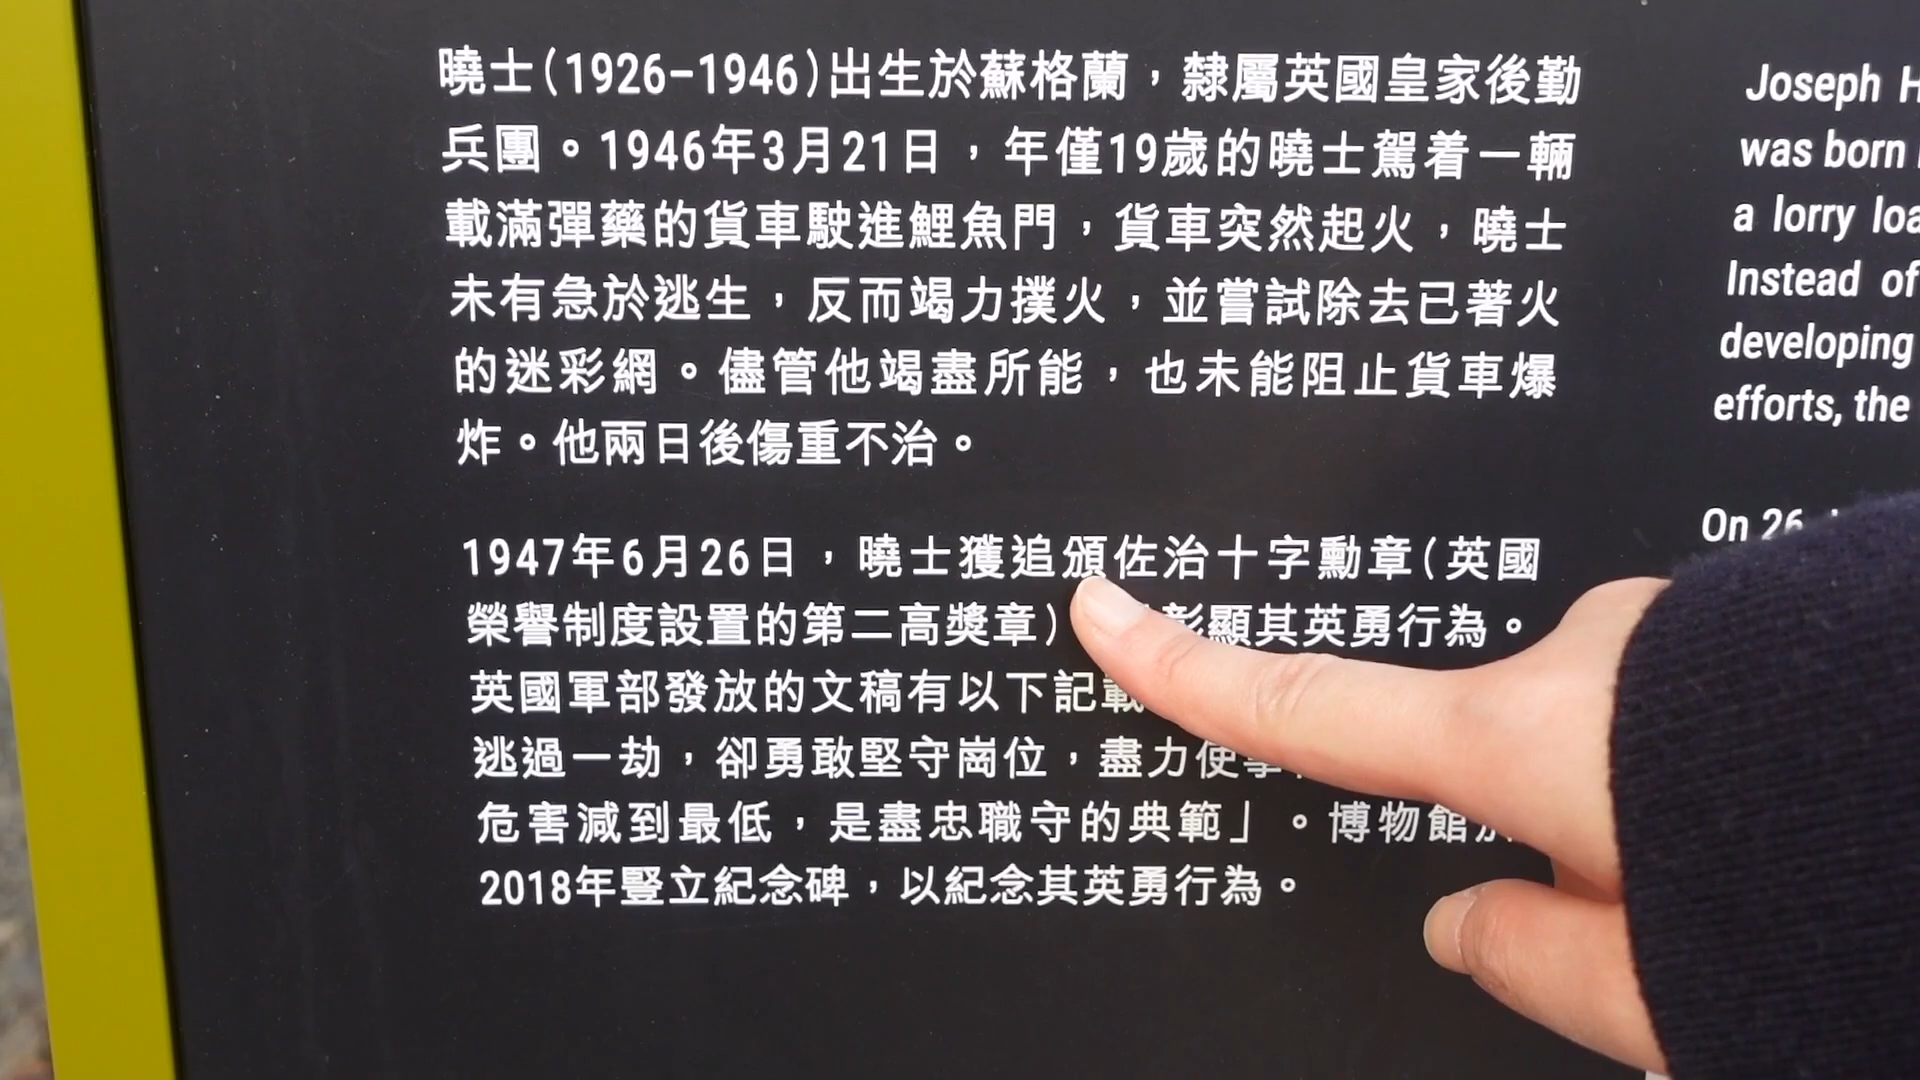 曉士(1926-1946)出生於蘇格蘭，隸屬英國皇家後勤
兵團。1946年3月21日，年僅19歲的曉士駕着一輛
載滿彈藥的貨車駛進鯉魚門，貨車突然起火，曉士
未有急於逃生，反而竭力撲火，並嘗試除去已著火
的迷彩網。儘管他竭盡所能，也未能阻止貨車爆
炸。他兩日後傷重不治。
1947年6月26日，曉士獲追頒佐治十字勳章(英國
榮譽制度設置的第二高獎章) 彰顯其英勇行為。
英國軍部發放的文稿有以下記載
逃過一劫，卻勇敢堅守崗位，盡力使
危害減到最低，是盡忠職守的典範」。博物館
2018年豎立紀念碑，以紀念其英勇行為。
Joseph
was born
a lorry
Instead of
developing
efforts, the
On 26